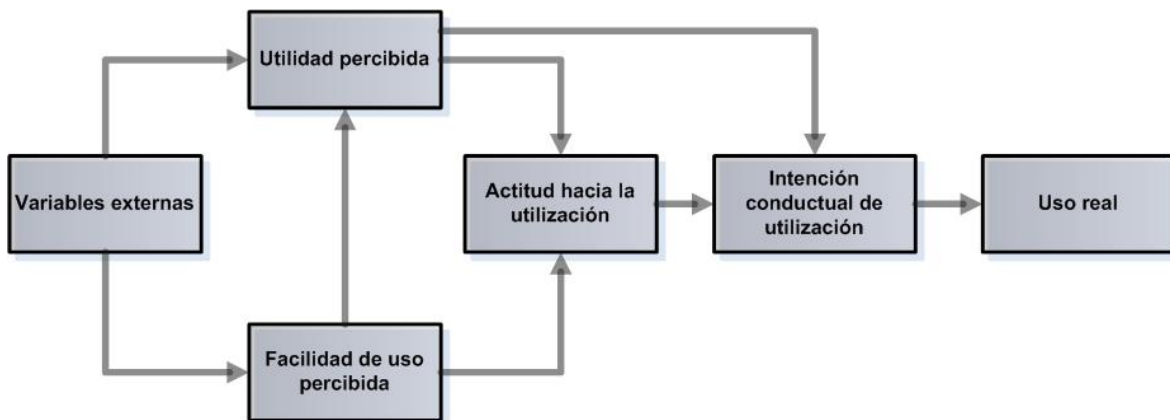 Utilidad percibida
Variables externas
Actitud hacia la
utilización
Intención
conductual de
utilización
Uso real
Facilidad de uso
percibida